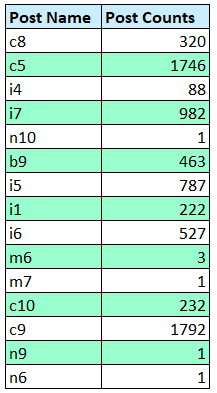 Post Name Post Counts
c8 320
c5 1746
i4 88
i7 982
n10 1
b9 463
i5 787
i1 222
i6 527
m6 3
m7 1
c10 232
c9 1792
n9 1
n6 1